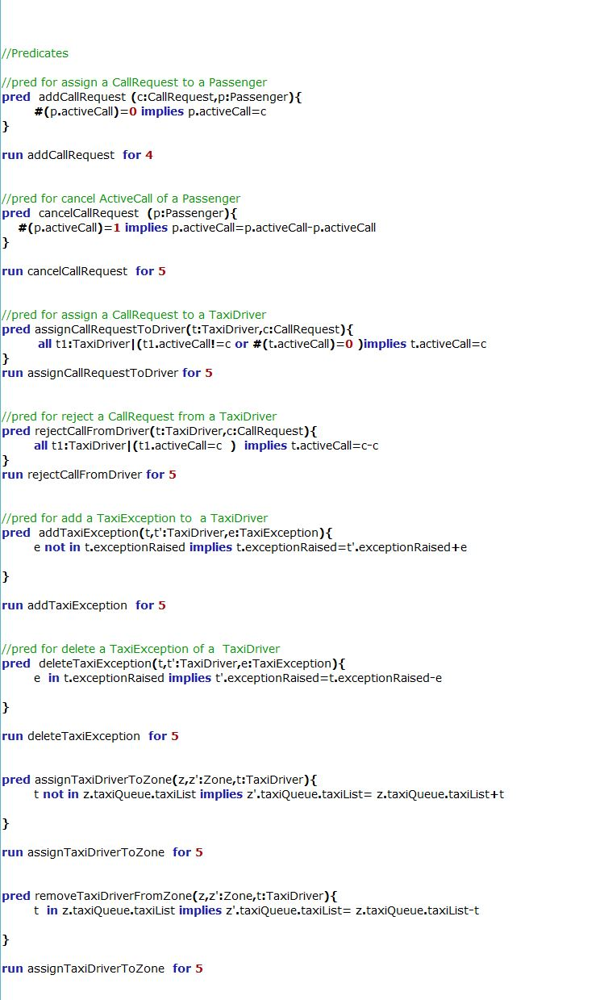 //Predicates
//pred for assign a CallRequest to a Passenger
pred addCallRequest (c:CallRequest,p:Passenger){
#(p.activeCall)=0 implies p.activeCall=c
}
run addCallRequest for 4
//pred for cancel ActiveCall of a Passenger
pred cancelCallRequest (p:Passenger){
#(p.activeCall)=1 implies p.activeCall=p.activeCall-p.activeCall
}
run cancelCallRequest for 5
//pred for assign a CallRequest to a TaxiDriver
pred assignCallRequestToDriver(t:TaxiDriver,c:CallRequest){
all t1:TaxiDriver|(t1.activeCall!=c or #(t.activeCall)=0 )implies t.activeCall=c
}
run assignCallRequestToDriver for 5
//pred for reject a CallRequest from a TaxiDriver
pred rejectCallFromDriver(t:TaxiDriver,c:CallRequest){
all t1:TaxiDriver|(t1.activeCall=c ) implies t.activeCall=c-c
}
run rejectCallFromDriver for 5
//pred for add a TaxiException to a TaxiDriver
pred addTaxiException(t,t':TaxiDriver,e:TaxiException){
e not in t.exceptionRaised implies t.exceptionRaised=t'.exceptionRaised+e
}
run addTaxiException for 5
//pred for delete a TaxiException of a TaxiDriver
pred deleteTaxiException(t,t':TaxiDriver,e:TaxiException){
e in t.exceptionRaised implies t'.exceptionRaised=t.exceptionRaised-e
}
run deleteTaxiException for 5
pred assignTaxiDriverToZone(z,z':Zone,t:TaxiDriver){
t not in z.taxiQueue.taxiList implies z'.taxiQueue.taxiList= z.taxiQueue.taxiList+t
}
run assignTaxiDriverToZone for 5
pred removeTaxiDriverFromZone(z,z':Zone,t:TaxiDriver){
t in z.taxiQueue.taxiList implies z'.taxiQueue.taxiList= z.taxiQueue.taxiList-t
}
run assignTaxiDriverToZone for 5